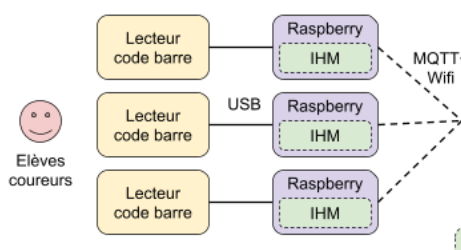 Lecteur
code barre
Raspberry
IHM
MQTT
Wifi
Lecteur
code barre
USB
Raspberry
IHM
Elèves
coureurs
Lecteur
code barre
Raspberry
IHM